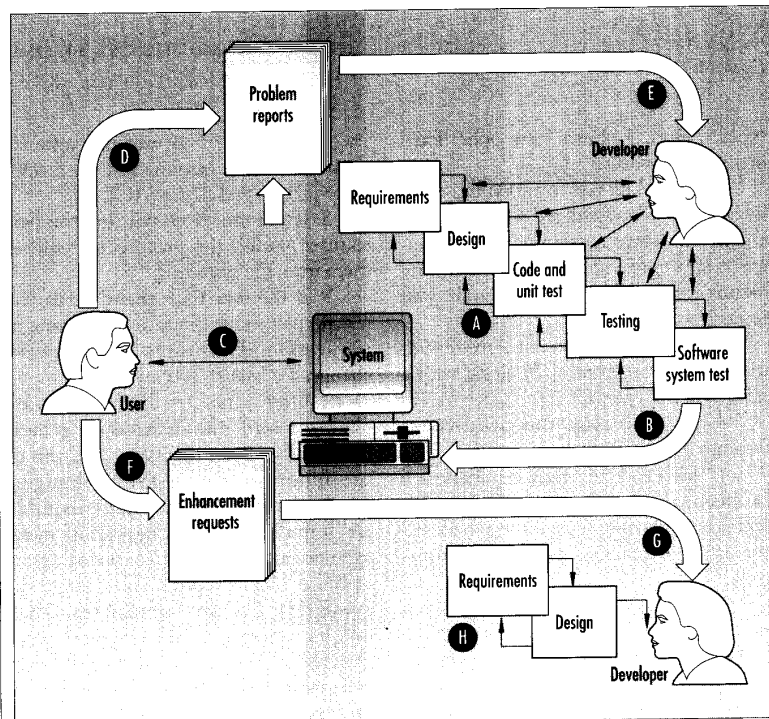 Problem
reports
E
D
Developer
Requirements
Design
Code and
unit test
A
Testing
C
System
Software
system test
User
B
F
Enhancement
requests
G
Requirements
H
Design
Developer